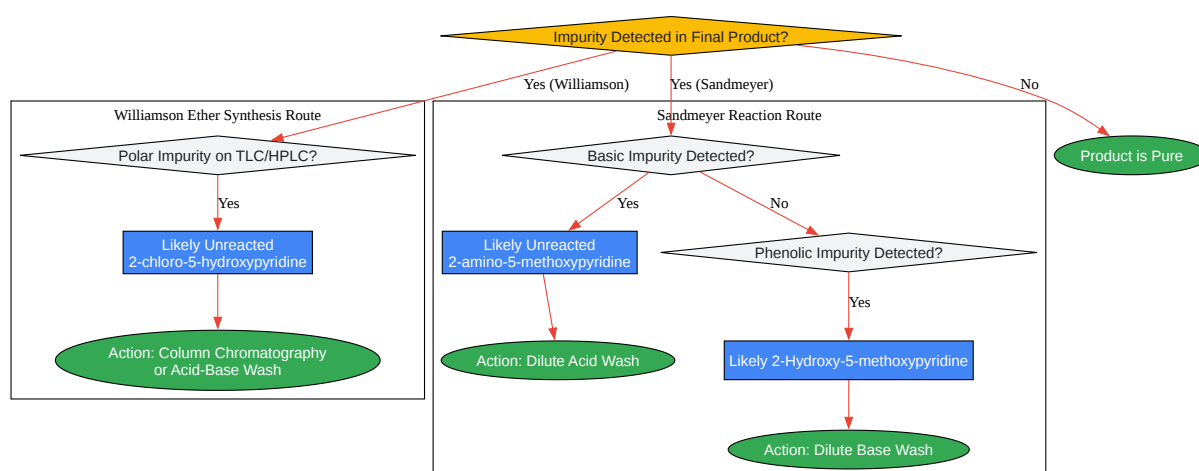 Impurity Detected in Final Product?
Yes (Williamson)
Yes (Sandmeyer)
No
Williamson Ether Synthesis Route
Sandmeyer Reaction Route
Polar Impurity on TLC/HPLC?
Basic Impurity Detected?
Product is Pure
Yes
Yes
No
Likely Unreacted
2-chloro-5-hydroxypyridine
Likely Unreacted
2-amino-5-methoxypyridine
Phenolic Impurity Detected?
Yes
Action: Column Chromatography
or Acid-Base Wash
Action: Dilute Acid Wash
Likely 2-Hydroxy-5-methoxypyridine
Action: Dilute Base Wash